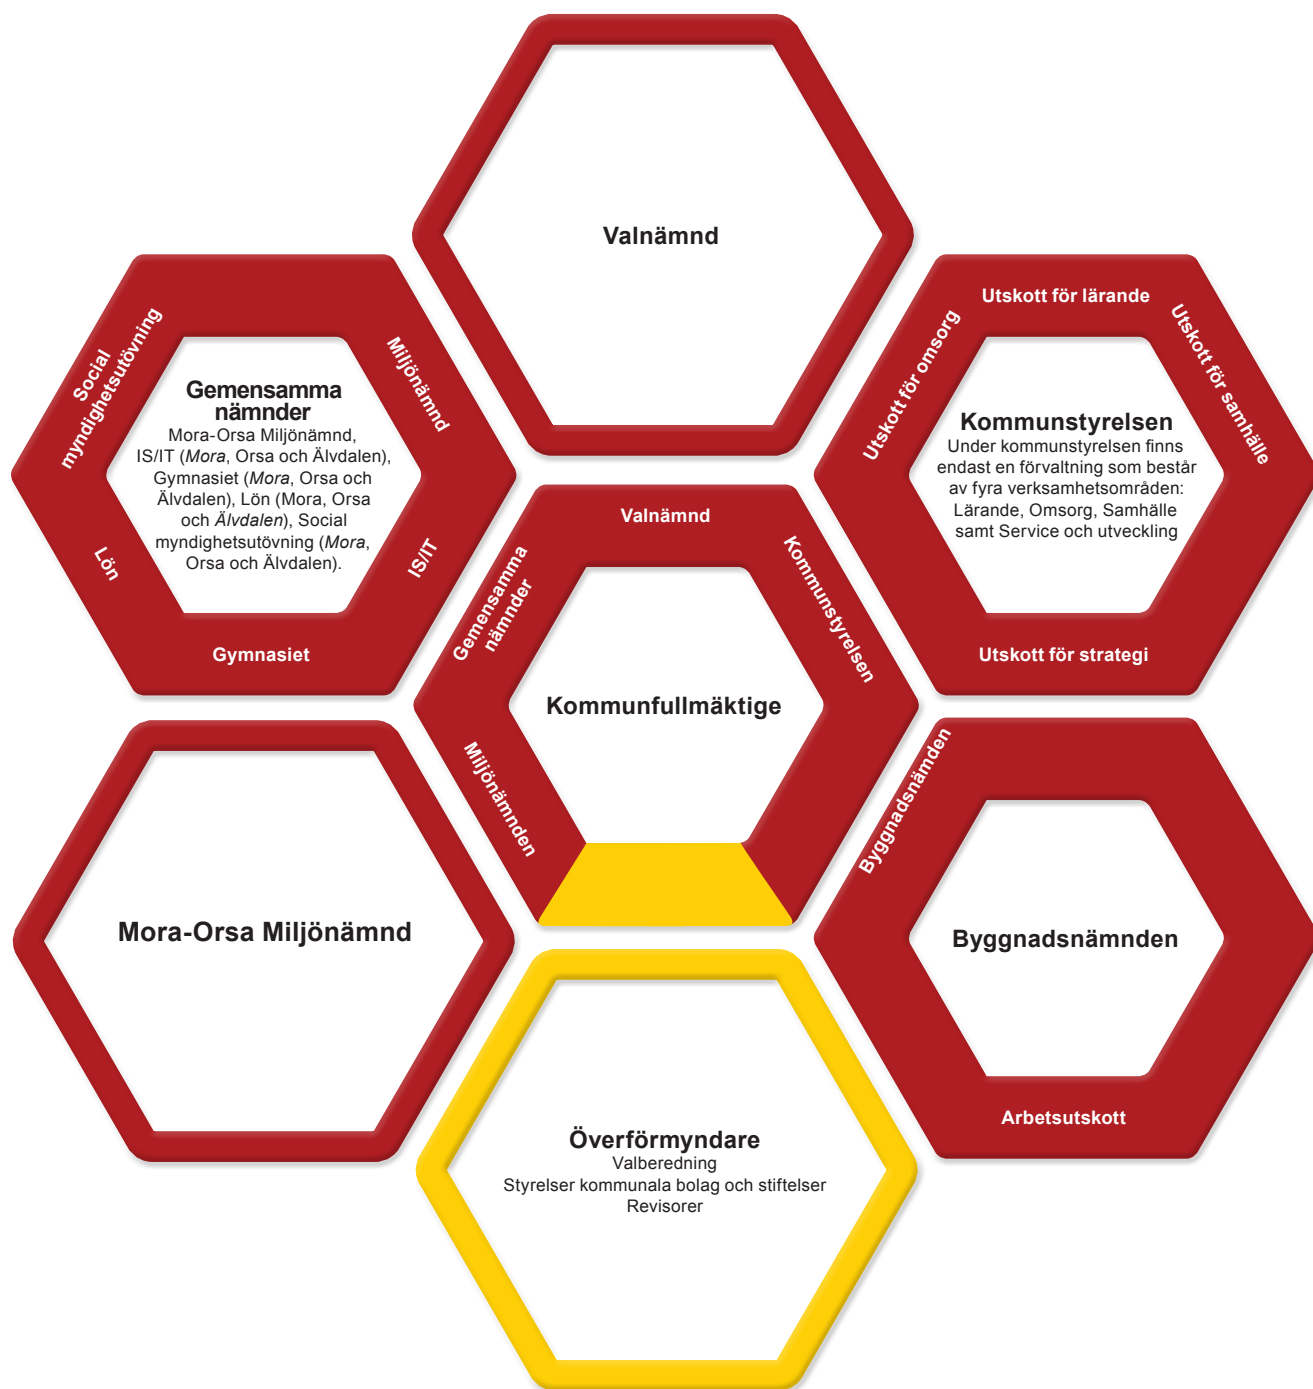 Valnämnd
Social
myndighetsutövning
Miljönämnd
Gemensamma
nämnder
Mora-Orsa Miljönämnd,
IS/IT (Mora, Orsa och Älvdalen),
Gymnasiet (Mora, Orsa och
Älvdalen), Lön (Mora, Orsa
och Älvdalen), Social
myndighetsutövning (Mora,
Orsa och Älvdalen).
Lön
IS/IT
Gymnasiet
Utskott för lärande
Utskott för omsorg
Utskott för samhälle
Kommunstyrelsen
Under kommunstyrelsen finns
endast en förvaltning som består
av fyra verksamhetsområden:
Lärande, Omsorg, Samhälle
samt Service och utveckling
Utskott för strategi
Valnämnd
Gemensamma
nämnder
Kommunstyrelsen
Kommunfullmäktige
Miljönämnden
Mora-Orsa Miljönämnd
Byggnadsnämden
Byggnadsnämnden
Arbetsutskott
Överförmyndare
Valberedning
Styrelser kommunala bolag och stiftelser
Revisorer